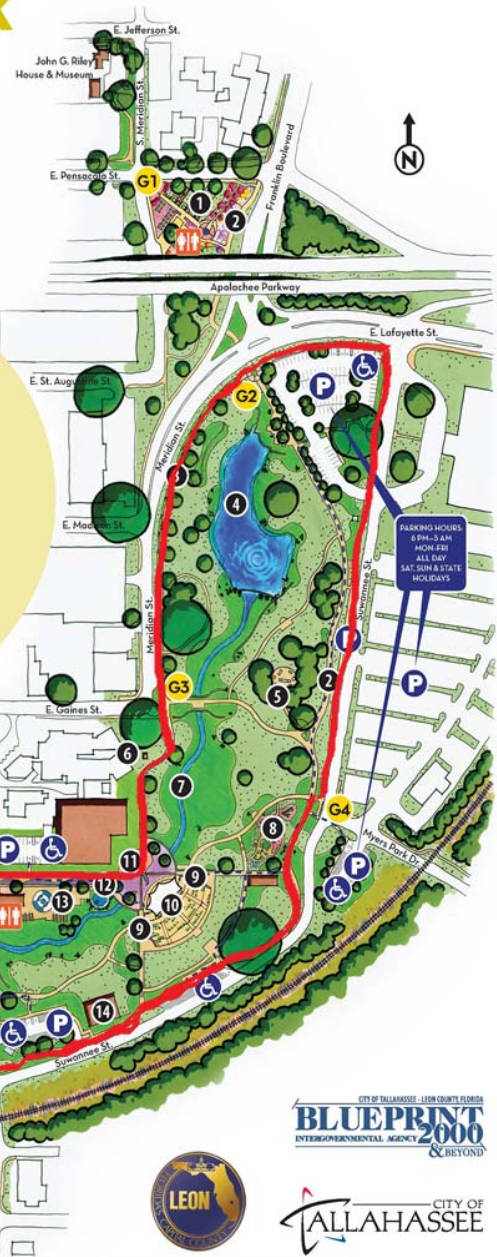 E. Jefferson St.
John G. Riley
House & Museum
S. Meridian St.
E. Pensacola St.
Franklin Boulevard
N
G1
1
2
Apalachee Parkway
E. Lafayette St.
P
E. St. Augustine St.
G2
Meridian St.
3
4
E. Madison St.
PARKING HOURS:
6 PM-5 AM
MON-FRI
ALL DAY
SAT, SUN & STATE
HOLIDAYS
Suwannee St.
Meridian St.
P
G3
2
P
5
E. Gaines St.
6
7
G4
8
Myers Park Dr.
P
11
P
9
12
10
13
9
14
P
Suwannee St.
CITY OF TALLAHASSEE - LEON COUNTY, FLORIDA
BLUEPRINT
INTERGOVERNMENTAL AGENCY 2000
& BEYOND
LEON
CITY OF
TALLAHASSEE